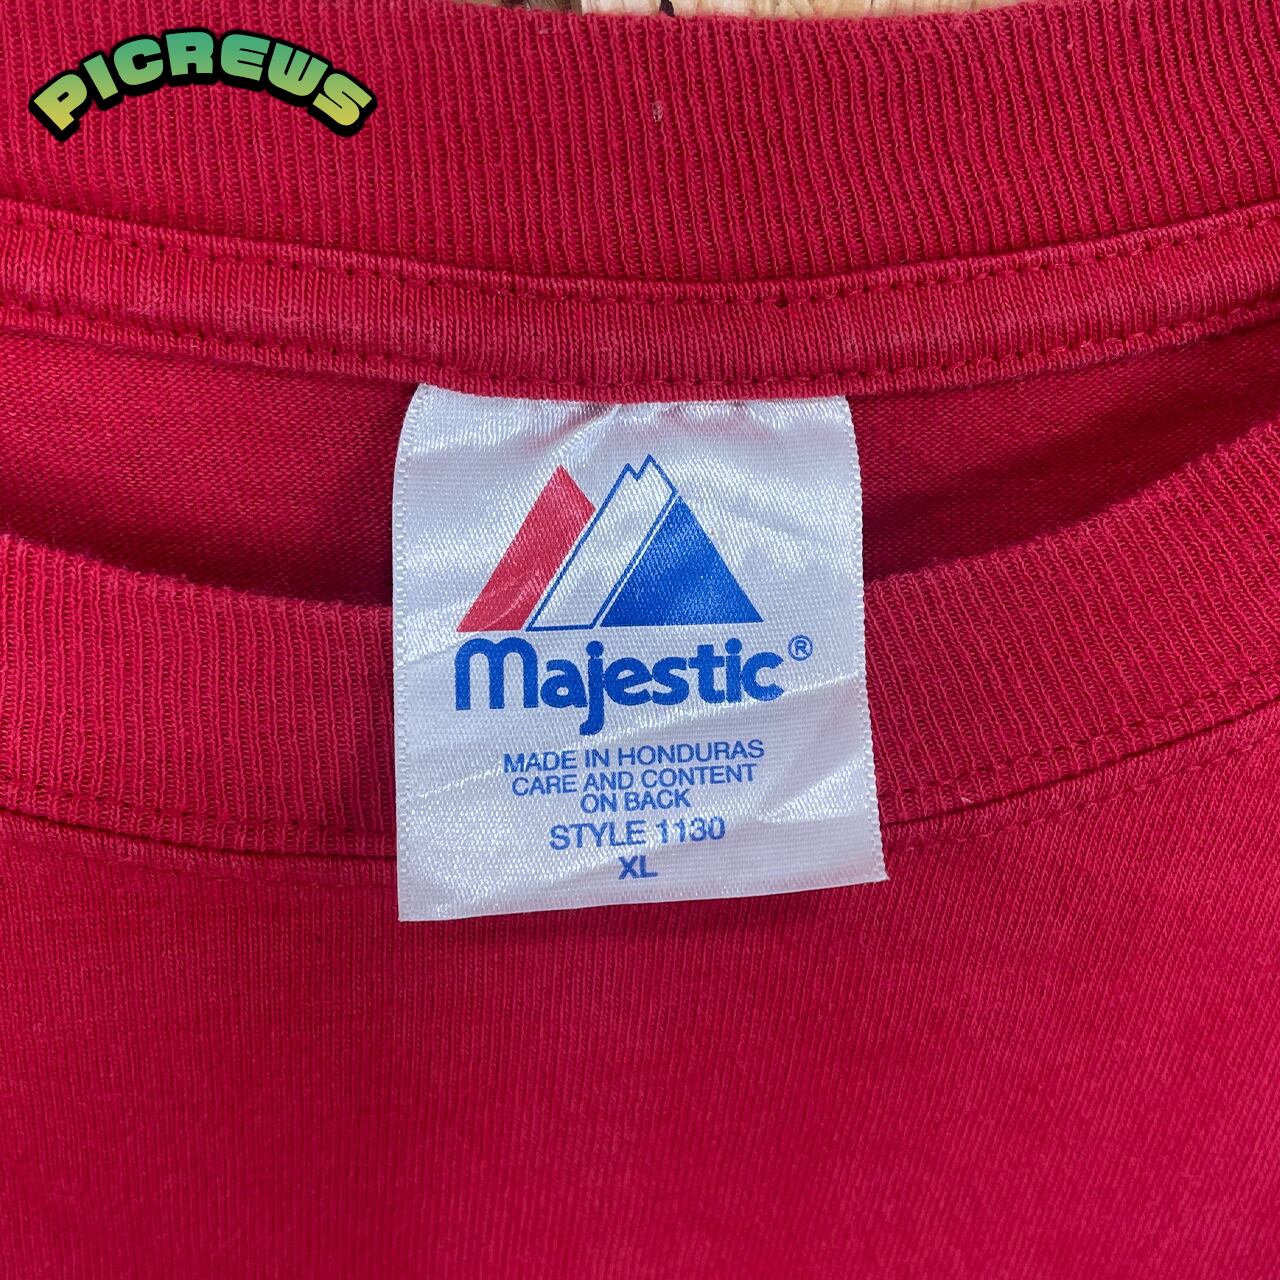 PICREWS
Majestic®
MADE IN HONDURAS
CARE AND CONTENT
ON BACK
STYLE 1130
XL